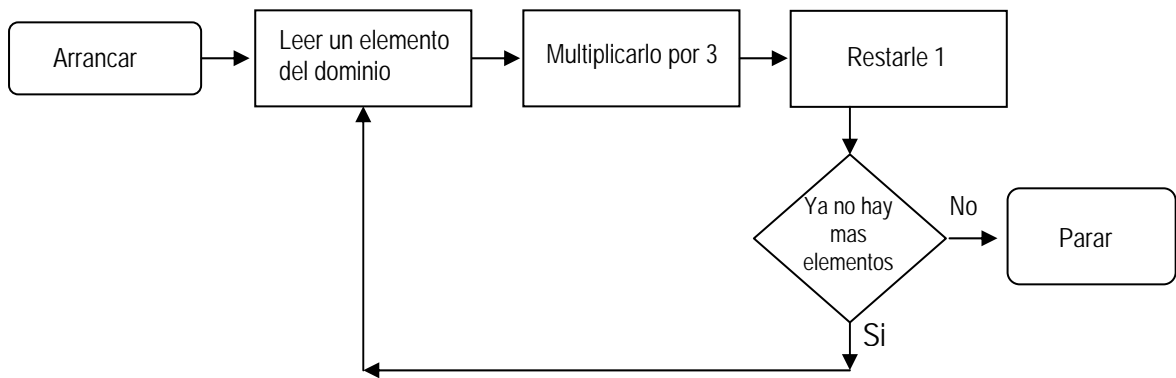 Arrancar
Leer un elemento
del dominio
Multiplicarlo por 3
Restarle 1
Ya no hay
mas
elementos
No
Parar
Si